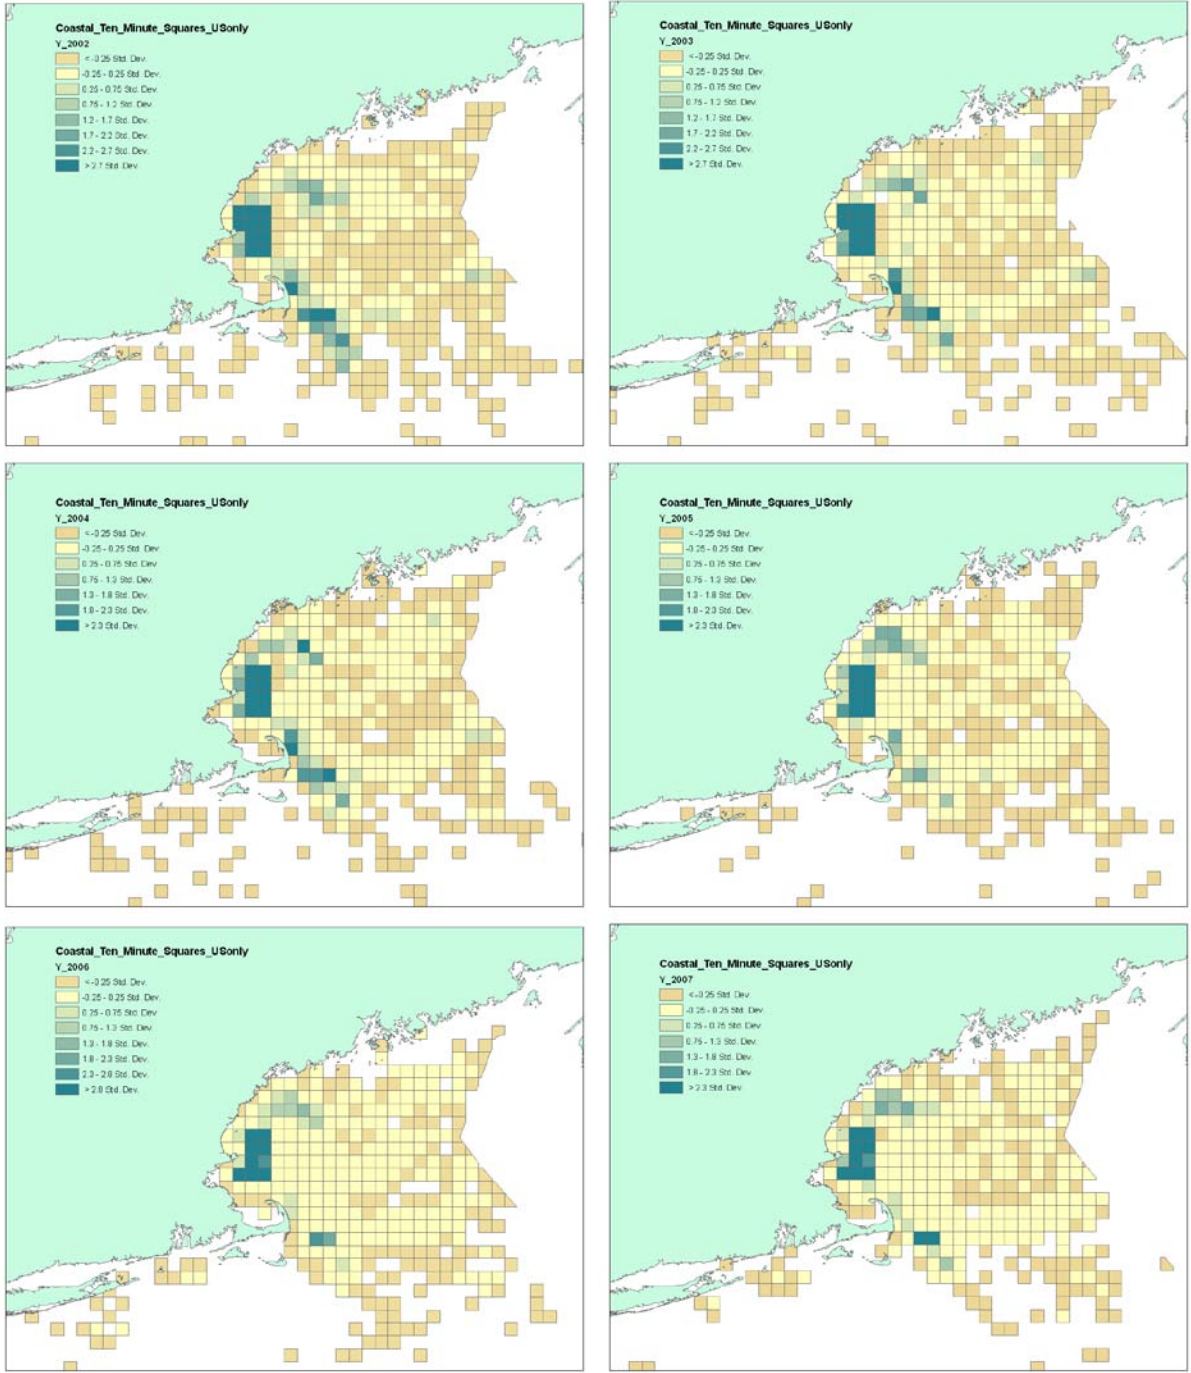 Coastal_Ten_Minute_Squares_USonly
Y_2002
< -0.25 Std. Dev.
-0.25 - 0.25 Std. Dev.
0.25 - 0.75 Std. Dev.
0.75 - 1.2 Std. Dev.
1.2 - 1.7 Std. Dev.
1.7 - 2.2 Std. Dev.
2.2 - 2.7 Std. Dev.
> 2.7 Std. Dev.
Coastal_Ten_Minute_Squares_USonly
Y_2003
< -0.25 Std. Dev.
-0.25 - 0.25 Std. Dev.
0.25 - 0.75 Std. Dev.
0.75 - 1.2 Std. Dev.
1.2 - 1.7 Std. Dev.
1.7 - 2.2 Std. Dev.
2.2 - 2.7 Std. Dev.
> 2.7 Std. Dev.
Coastal_Ten_Minute_Squares_USonly
Y_2004
< -0.25 Std. Dev.
-0.25 - 0.25 Std. Dev.
0.25 - 0.75 Std. Dev.
0.75 - 1.3 Std. Dev.
1.3 - 1.8 Std. Dev.
1.8 - 2.3 Std. Dev.
> 2.3 Std. Dev.
Coastal_Ten_Minute_Squares_USonly
Y_2005
< -0.25 Std. Dev.
-0.25 - 0.25 Std. Dev.
0.25 - 0.75 Std. Dev.
0.75 - 1.3 Std. Dev.
1.3 - 1.8 Std. Dev.
1.8 - 2.3 Std. Dev.
> 2.3 Std. Dev.
Coastal_Ten_Minute_Squares_USonly
Y_2006
< -0.25 Std. Dev.
-0.25 - 0.25 Std. Dev.
0.25 - 0.75 Std. Dev.
0.75 - 1.3 Std. Dev.
1.3 - 1.8 Std. Dev.
1.8 - 2.3 Std. Dev.
2.3 - 2.8 Std. Dev.
> 2.8 Std. Dev.
Coastal_Ten_Minute_Squares_USonly
Y_2007
< -0.25 Std. Dev.
-0.25 - 0.25 Std. Dev.
0.25 - 0.75 Std. Dev.
0.75 - 1.3 Std. Dev.
1.3 - 1.8 Std. Dev.
1.8 - 2.3 Std. Dev.
> 2.3 Std. Dev.